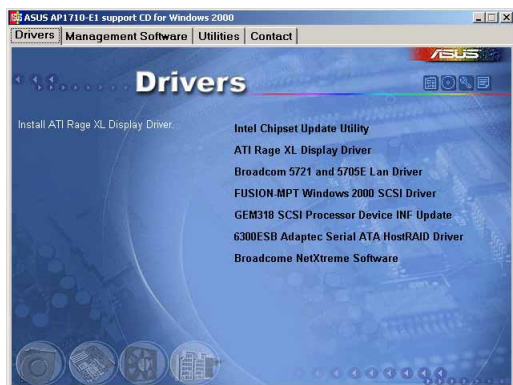 ASUS AP1710-E1 support CD for Windows 2000
Drivers Management Software Utilities Contact
ASUS
Drivers
Install ATI Rage XL Display Driver.
Intel Chipset Update Utility
ATI Rage XL Display Driver
Broadcom 5721 and 5705E Lan Driver
FUSION-MPT Windows 2000 SCSI Driver
GEM318 SCSI Processor Device INF Update
6300ESB Adaptec Serial ATA HostRAID Driver
Broadcome NetXtreme Software